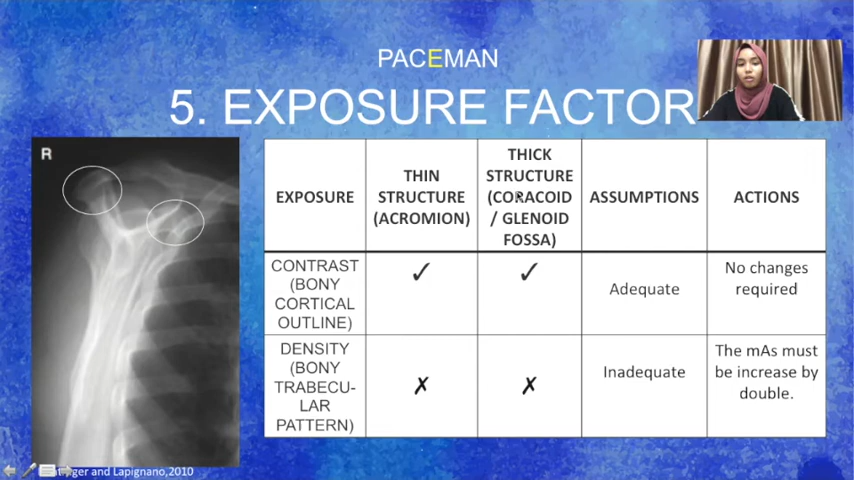 PACEMAN
5. EXPOSURE FACTOR
R
EXPOSURE
THIN
STRUCTURE
(ACROMION)
THICK
STRUCTURE
(CORACOID
/ GLENOID
FOSSA)
ASSUMPTIONS
ACTIONS
CONTRAST
(BONY
CORTICAL
OUTLINE)
✓
✓
Adequate
No changes
required
DENSITY
(BONY
TRABECU-
LAR
PATTERN)
✗
✗
Inadequate
The mAs must
be increase by
double.
and Lapignano,2010